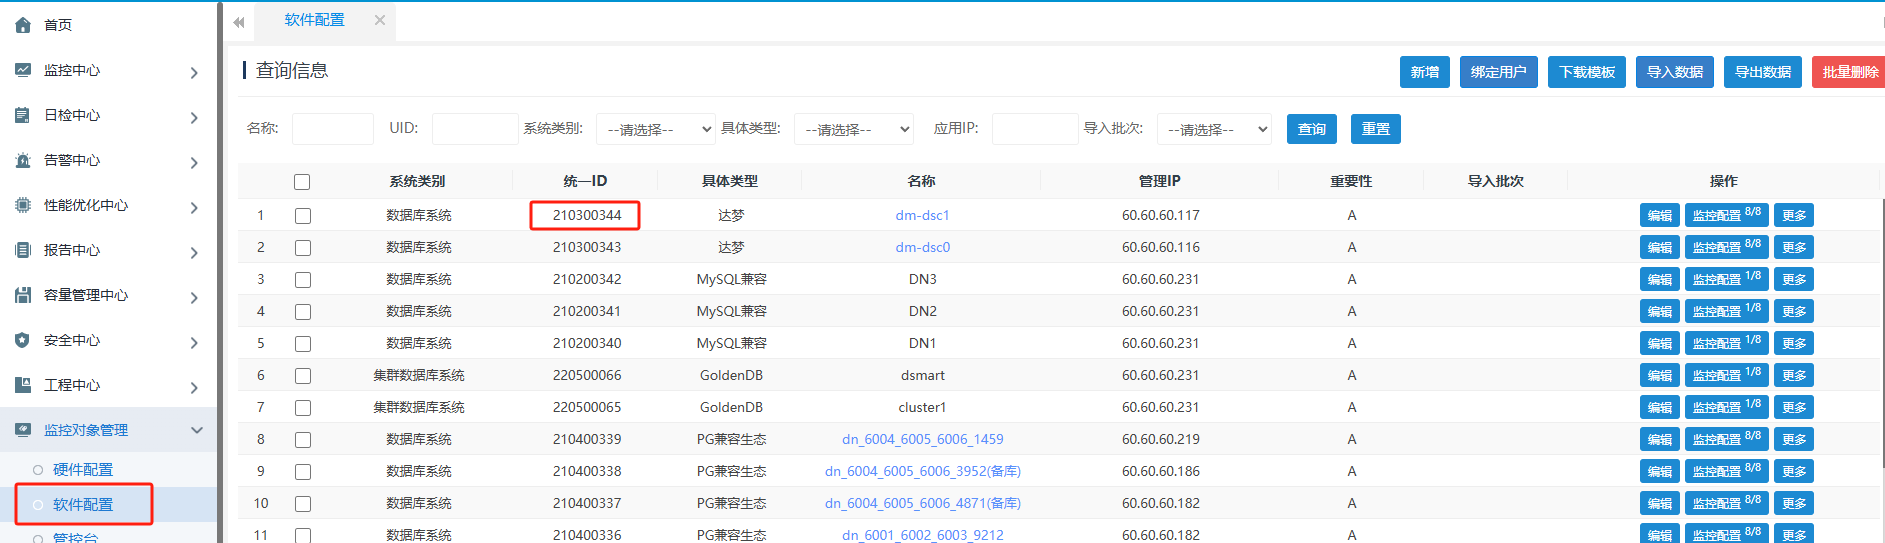 首页
监控中心
日检中心
告警中心
性能优化中心
报告中心
容量管理中心
安全中心
工程中心
监控对象管理
硬件配置
软件配置
管控台
软件配置
查询信息
新增 绑定用户 下载模板 导入数据 导出数据 批量删除
名称: UID: 系统类别: --请选择-- 具体类型: --请选择-- 应用IP: 导入批次: --请选择-- 查询 重置
系统类别 统一ID 具体类型 名称 管理IP 重要性 导入批次 操作
1 数据库系统 210300344 达梦 dm-dsc1 60.60.60.117 A 编辑 监控配置 8/8 更多
2 数据库系统 210300343 达梦 dm-dsc0 60.60.60.116 A 编辑 监控配置 8/8 更多
3 数据库系统 210200342 MySQL兼容 DN3 60.60.60.231 A 编辑 监控配置 1/8 更多
4 数据库系统 210200341 MySQL兼容 DN2 60.60.60.231 A 编辑 监控配置 1/8 更多
5 数据库系统 210200340 MySQL兼容 DN1 60.60.60.231 A 编辑 监控配置 1/8 更多
6 集群数据库系统 220500066 GoldenDB dsmart 60.60.60.231 A 编辑 监控配置 1/8 更多
7 集群数据库系统 220500065 GoldenDB cluster1 60.60.60.231 A 编辑 监控配置 1/8 更多
8 数据库系统 210400339 PG兼容生态 dn_6004_6005_6006_1459 60.60.60.219 A 编辑 监控配置 8/8 更多
9 数据库系统 210400338 PG兼容生态 dn_6004_6005_6006_3952(备库) 60.60.60.186 A 编辑 监控配置 8/8 更多
10 数据库系统 210400337 PG兼容生态 dn_6004_6005_6006_4871(备库) 60.60.60.182 A 编辑 监控配置 8/8 更多
11 数据库系统 210400336 PG兼容生态 dn_6001_6002_6003_9212 60.60.60.182 A 编辑 监控配置 8/8 更多